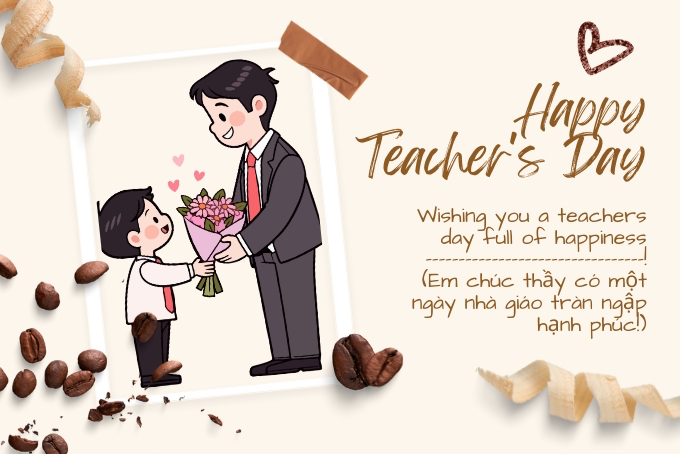 Happy
Teacher's Day
Wishing you a teachers
day full of happiness
---------------------------------!
(Em chúc thầy có một
ngày nhà giáo tràn ngập
hạnh phúc!)